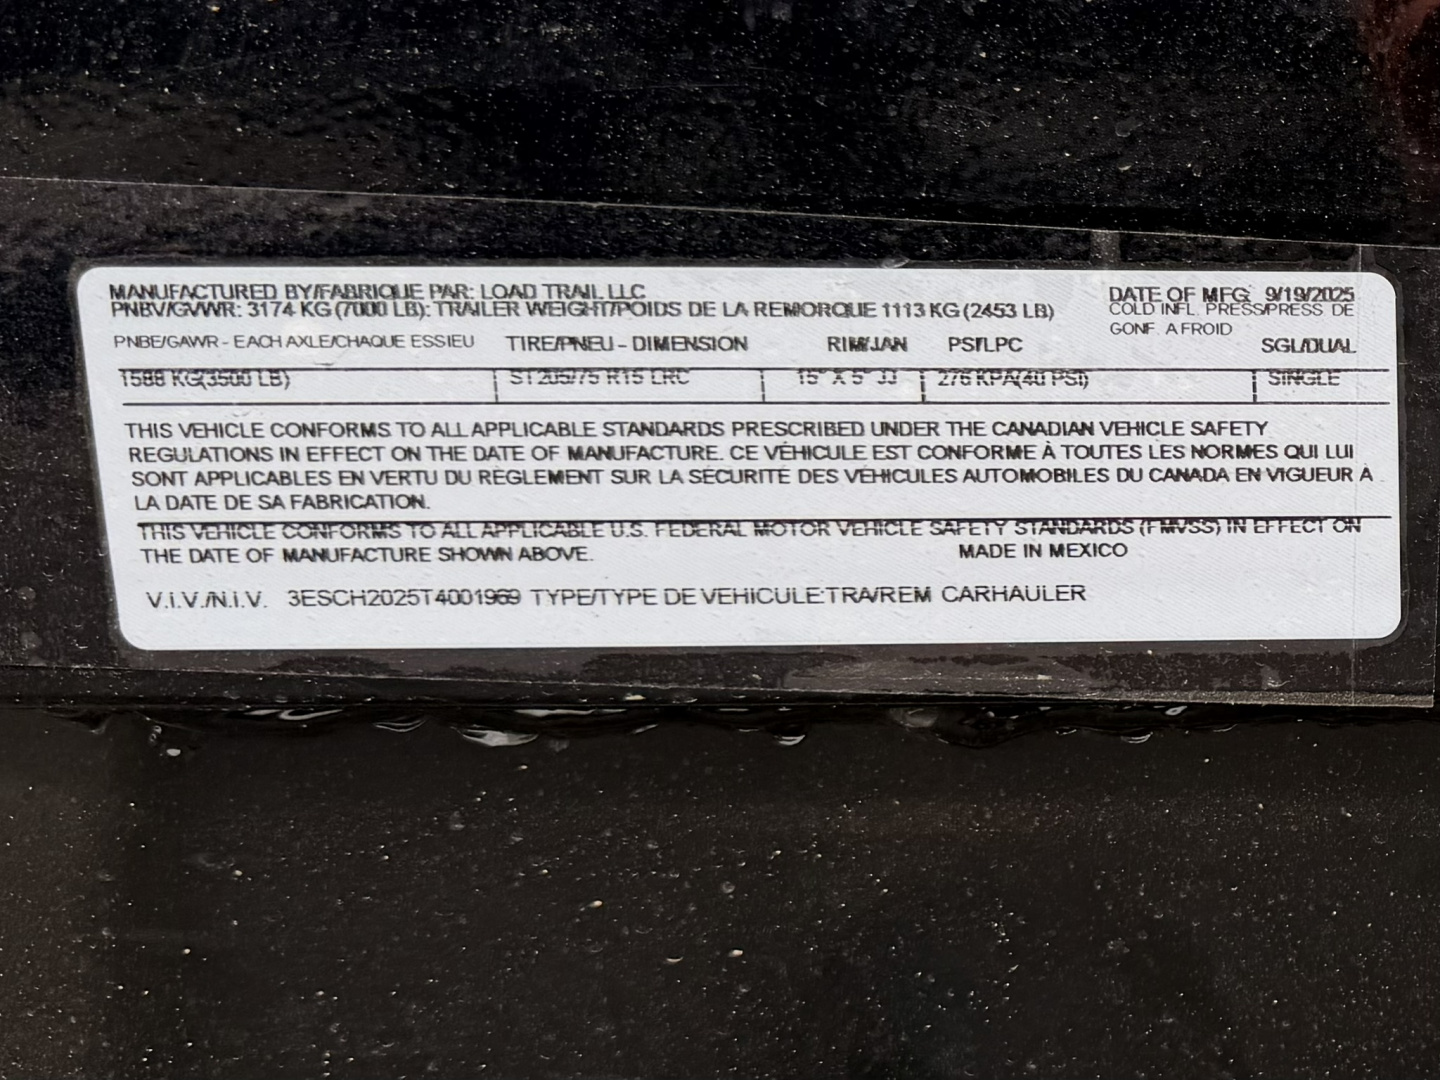 MANUFACTURED BY/FABRIQUE PAR: LOAD TRAIL LLC
DATE OF MFG: 9/19/2025
PNBV/GVWR: 3174 KG (7000 LB): TRAILER WEIGHT/POIDS DE LA REMORQUE 1113 KG (2453 LB)
COLD INFL. PRESS/PRESS. DE
GONF. A FROID
PNBE/GAWR - EACH AXLE/CHAQUE ESSIEU TIRE/PNEU - DIMENSION RIM/JAN PSI/LPC SGL/DUAL
1588 KG(3500 LB) ST205/75 R15 LRC 15" X 5" JJ 276 KPA(40 PSI) SINGLE
THIS VEHICLE CONFORMS TO ALL APPLICABLE STANDARDS PRESCRIBED UNDER THE CANADIAN VEHICLE SAFETY
REGULATIONS IN EFFECT ON THE DATE OF MANUFACTURE. CE VÉHICULE EST CONFORME À TOUTES LES NORMES QUI LUI
SONT APPLICABLES EN VERTU DU RÈGLEMENT SUR LA SÉCURITÉ DES VÉHICULES AUTOMOBILES DU CANADA EN VIGUEUR À
LA DATE DE SA FABRICATION.
THIS VEHICLE CONFORMS TO ALL APPLICABLE U.S. FEDERAL MOTOR VEHICLE SAFETY STANDARDS (FMVSS) IN EFFECT ON
THE DATE OF MANUFACTURE SHOWN ABOVE. MADE IN MEXICO
V.I.V./N.I.V. 3ESCH2025T4001969 TYPE/TYPE DE VEHICULE:TRA/REM CARHAULER